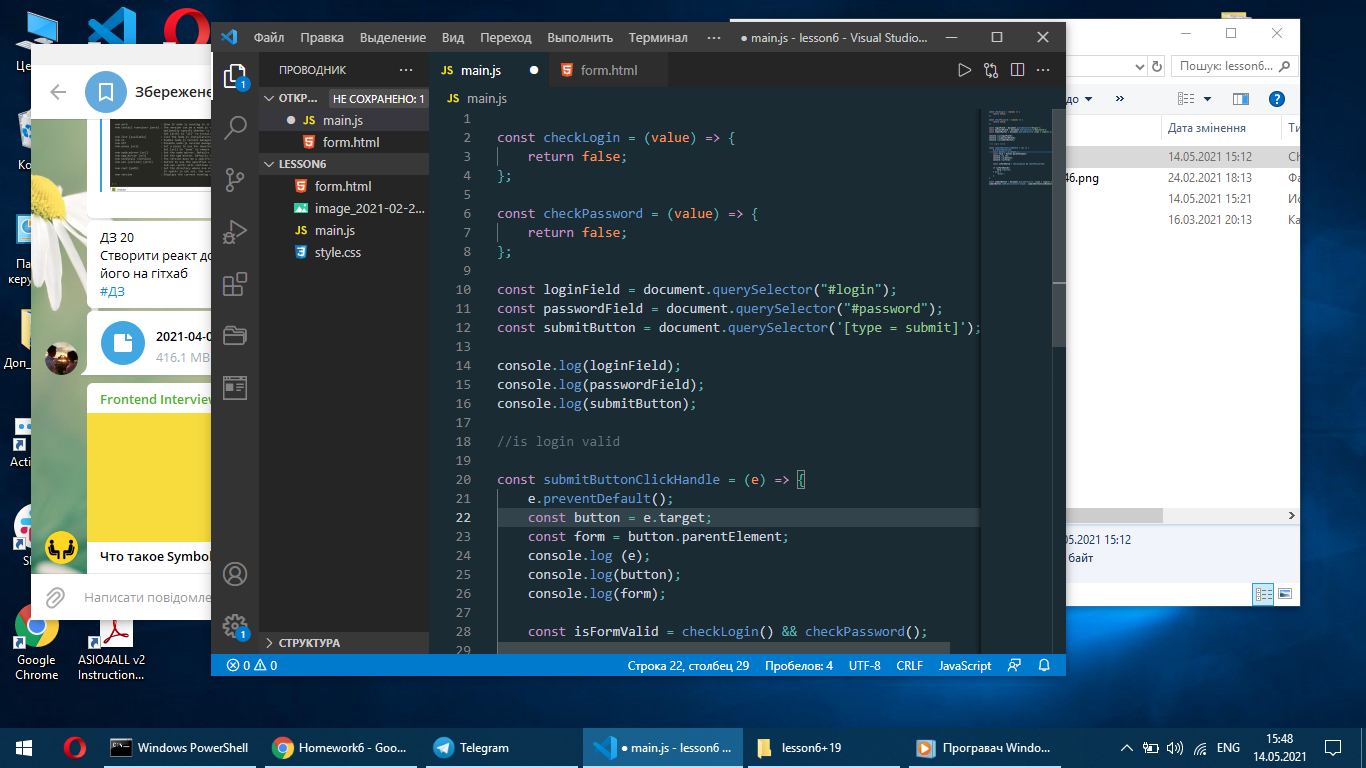 Файл Правка Выделение Вид Переход Выполнить Терминал ··· ● main.js - lesson6 - Visual Studio...
ПРОВОДНИК ···
JS main.js ●
form.html
ОТКР... НЕ СОХРАНЕНО: 1
● JS main.js
form.html
LESSON6
form.html
image_2021-02-2...
JS main.js
style.css
СТРУКТУРА
1
1
JS main.js
1
2 const checkLogin = (value) => {
3 return false;
4 };
5
6 const checkPassword = (value) => {
7 return false;
8 };
9
10 const loginField = document.querySelector("#login");
11 const passwordField = document.querySelector("#password");
12 const submitButton = document.querySelector('[type = submit]');
13
14 console.log(loginField);
15 console.log(passwordField);
16 console.log(submitButton);
17
18 //is login valid
19
20 const submitButtonClickHandle = (e) => {
21 e.preventDefault();
22 const button = e.target;
23 const form = button.parentElement;
24 console.log (e);
25 console.log(button);
26 console.log(form);
27
28 const isFormValid = checkLogin() && checkPassword();
29
0 0 Строка 22, столбец 29 Пробелов: 4 UTF-8 CRLF JavaScript
Збережене
ДЗ 20
Створити реакт до
його на гітхаб
#ДЗ
2021-04-0
416.1 MB
Frontend Interview
Что такое Symbol
Написати повідомле
Пошук: lesson6...
Дата змінення Ти
14.05.2021 15:12
46.png 24.02.2021 18:13 Фа
14.05.2021 15:21
16.03.2021 20:13 Ка
05.2021 15:12
байт
Google
Chrome
ASIO4ALL v2
Instruction...
Windows PowerShell
Homework6 - Goo...
Telegram
● main.js - lesson6 ...
lesson6+19
Програвач Windo...
ENG
15:48
14.05.2021